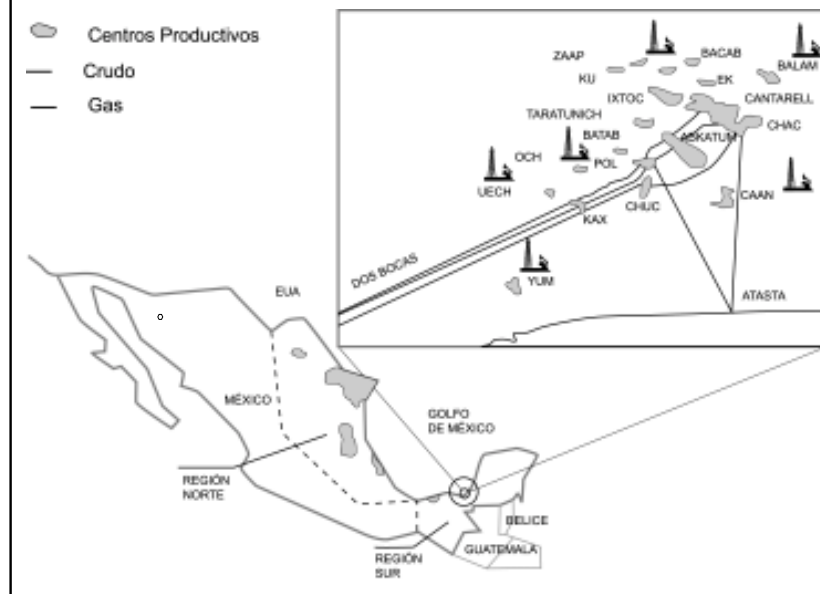 Centros Productivos
Crudo
Gas
ZAAP
BACAB
BALAM
KU
EK
IXTOC
CANTARELL
TARATUNICH
CHAC
ABKATUM
BATAB
OCH
POL
UECH
CAAN
CHUC
KAX
DOS BOCAS
YUM
ATASTA
EUA
MÉXICO
GOLFO
DE MÉXICO
REGIÓN
NORTE
BELICE
GUATEMALA
REGIÓN
SUR